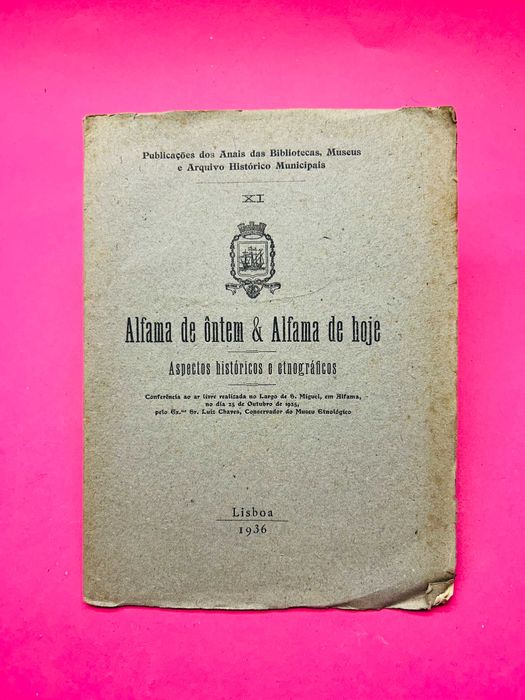 Publicações dos Anais das Bibliotecas, Museus
e Arquivo Histórico Municipais
XI
Alfama de ôntem & Alfama de hoje
Aspectos históricos e etnográficos
Conferência ao ar livre realizada no Largo de S. Miguel, em Alfama,
no dia 25 de Outubro de 1935,
pelo Ex.mo Sr. Luiz Chaves, Conservador do Museu Etnológico
Lisboa
1936